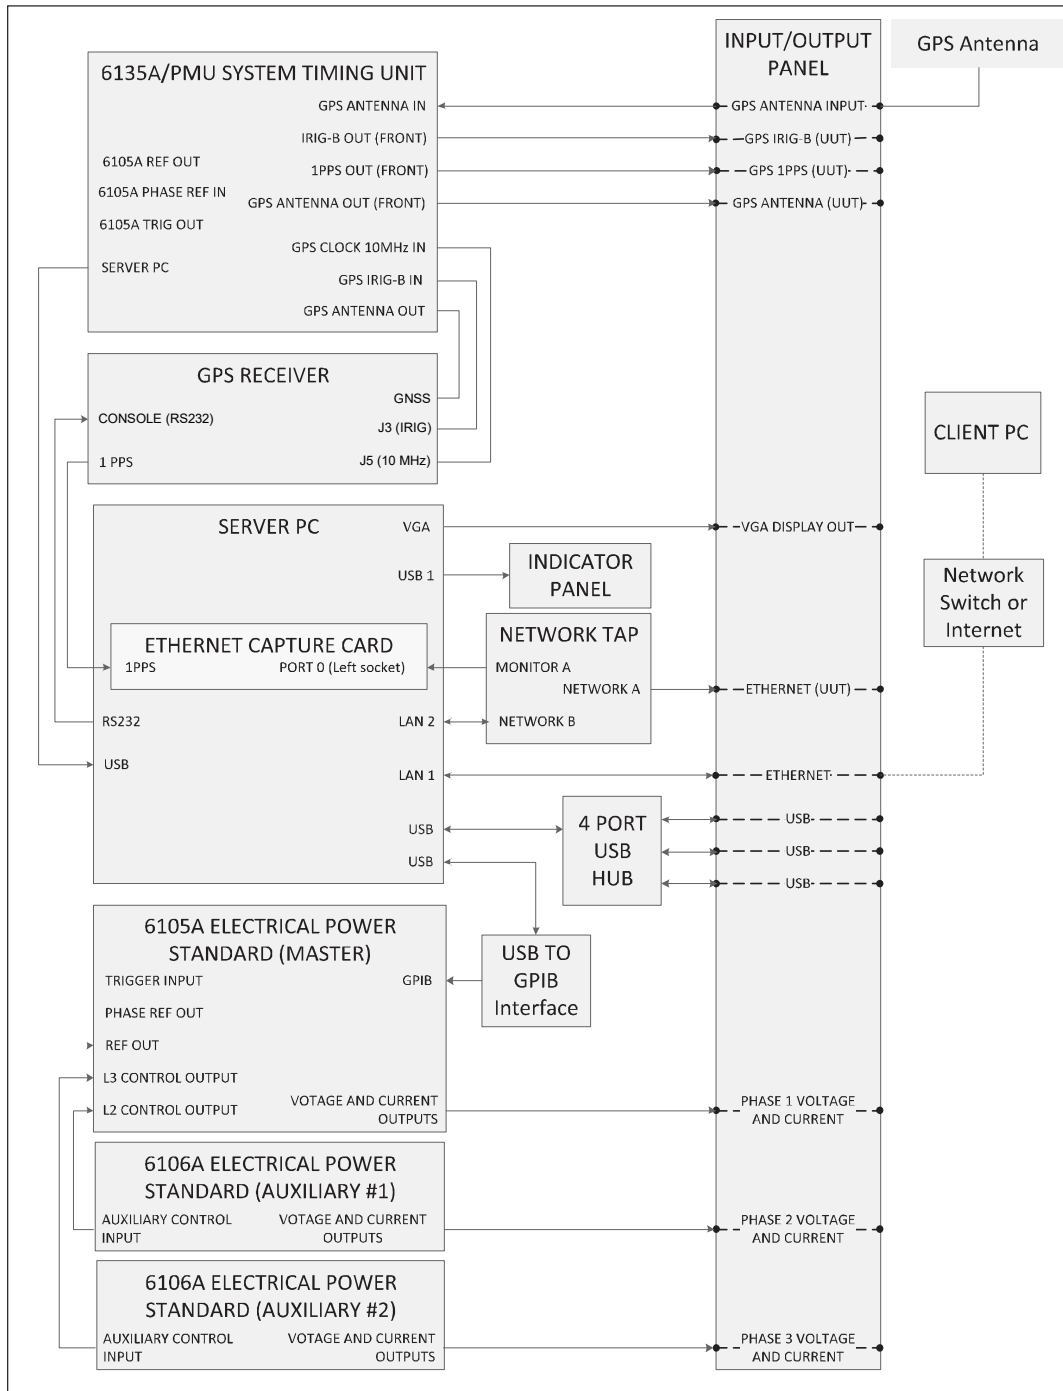 INPUT/OUTPUT
PANEL
GPS Antenna
6135A/PMU SYSTEM TIMING UNIT
GPS ANTENNA IN
GPS ANTENNA INPUT
IRIG-B OUT (FRONT)
GPS IRIG-B (UUT)
6105A REF OUT
1PPS OUT (FRONT)
GPS 1PPS (UUT)
6105A PHASE REF IN
GPS ANTENNA OUT (FRONT)
GPS ANTENNA (UUT)
6105A TRIG OUT
GPS CLOCK 10MHz IN
SERVER PC
GPS IRIG-B IN
GPS ANTENNA OUT
GPS RECEIVER
GNSS
CONSOLE (RS232)
J3 (IRIG)
1 PPS
J5 (10 MHz)
CLIENT PC
SERVER PC
VGA
VGA DISPLAY OUT
USB 1
INDICATOR
PANEL
Network
Switch or
Internet
ETHERNET CAPTURE CARD
1PPS
PORT 0 (Left socket)
NETWORK TAP
MONITOR A
NETWORK A
ETHERNET (UUT)
RS232
LAN 2
NETWORK B
USB
LAN 1
ETHERNET
USB
4 PORT
USB
HUB
USB
USB
USB
USB
6105A ELECTRICAL POWER
STANDARD (MASTER)
TRIGGER INPUT
GPIB
USB TO
GPIB
Interface
PHASE REF OUT
REF OUT
L3 CONTROL OUTPUT
L2 CONTROL OUTPUT
VOTAGE AND CURRENT
OUTPUTS
PHASE 1 VOLTAGE
AND CURRENT
6106A ELECTRICAL POWER
STANDARD (AUXILIARY #1)
AUXILIARY CONTROL
INPUT
VOTAGE AND CURRENT
OUTPUTS
PHASE 2 VOLTAGE
AND CURRENT
6106A ELECTRICAL POWER
STANDARD (AUXILIARY #2)
AUXILIARY CONTROL
INPUT
VOTAGE AND CURRENT
OUTPUTS
PHASE 3 VOLTAGE
AND CURRENT